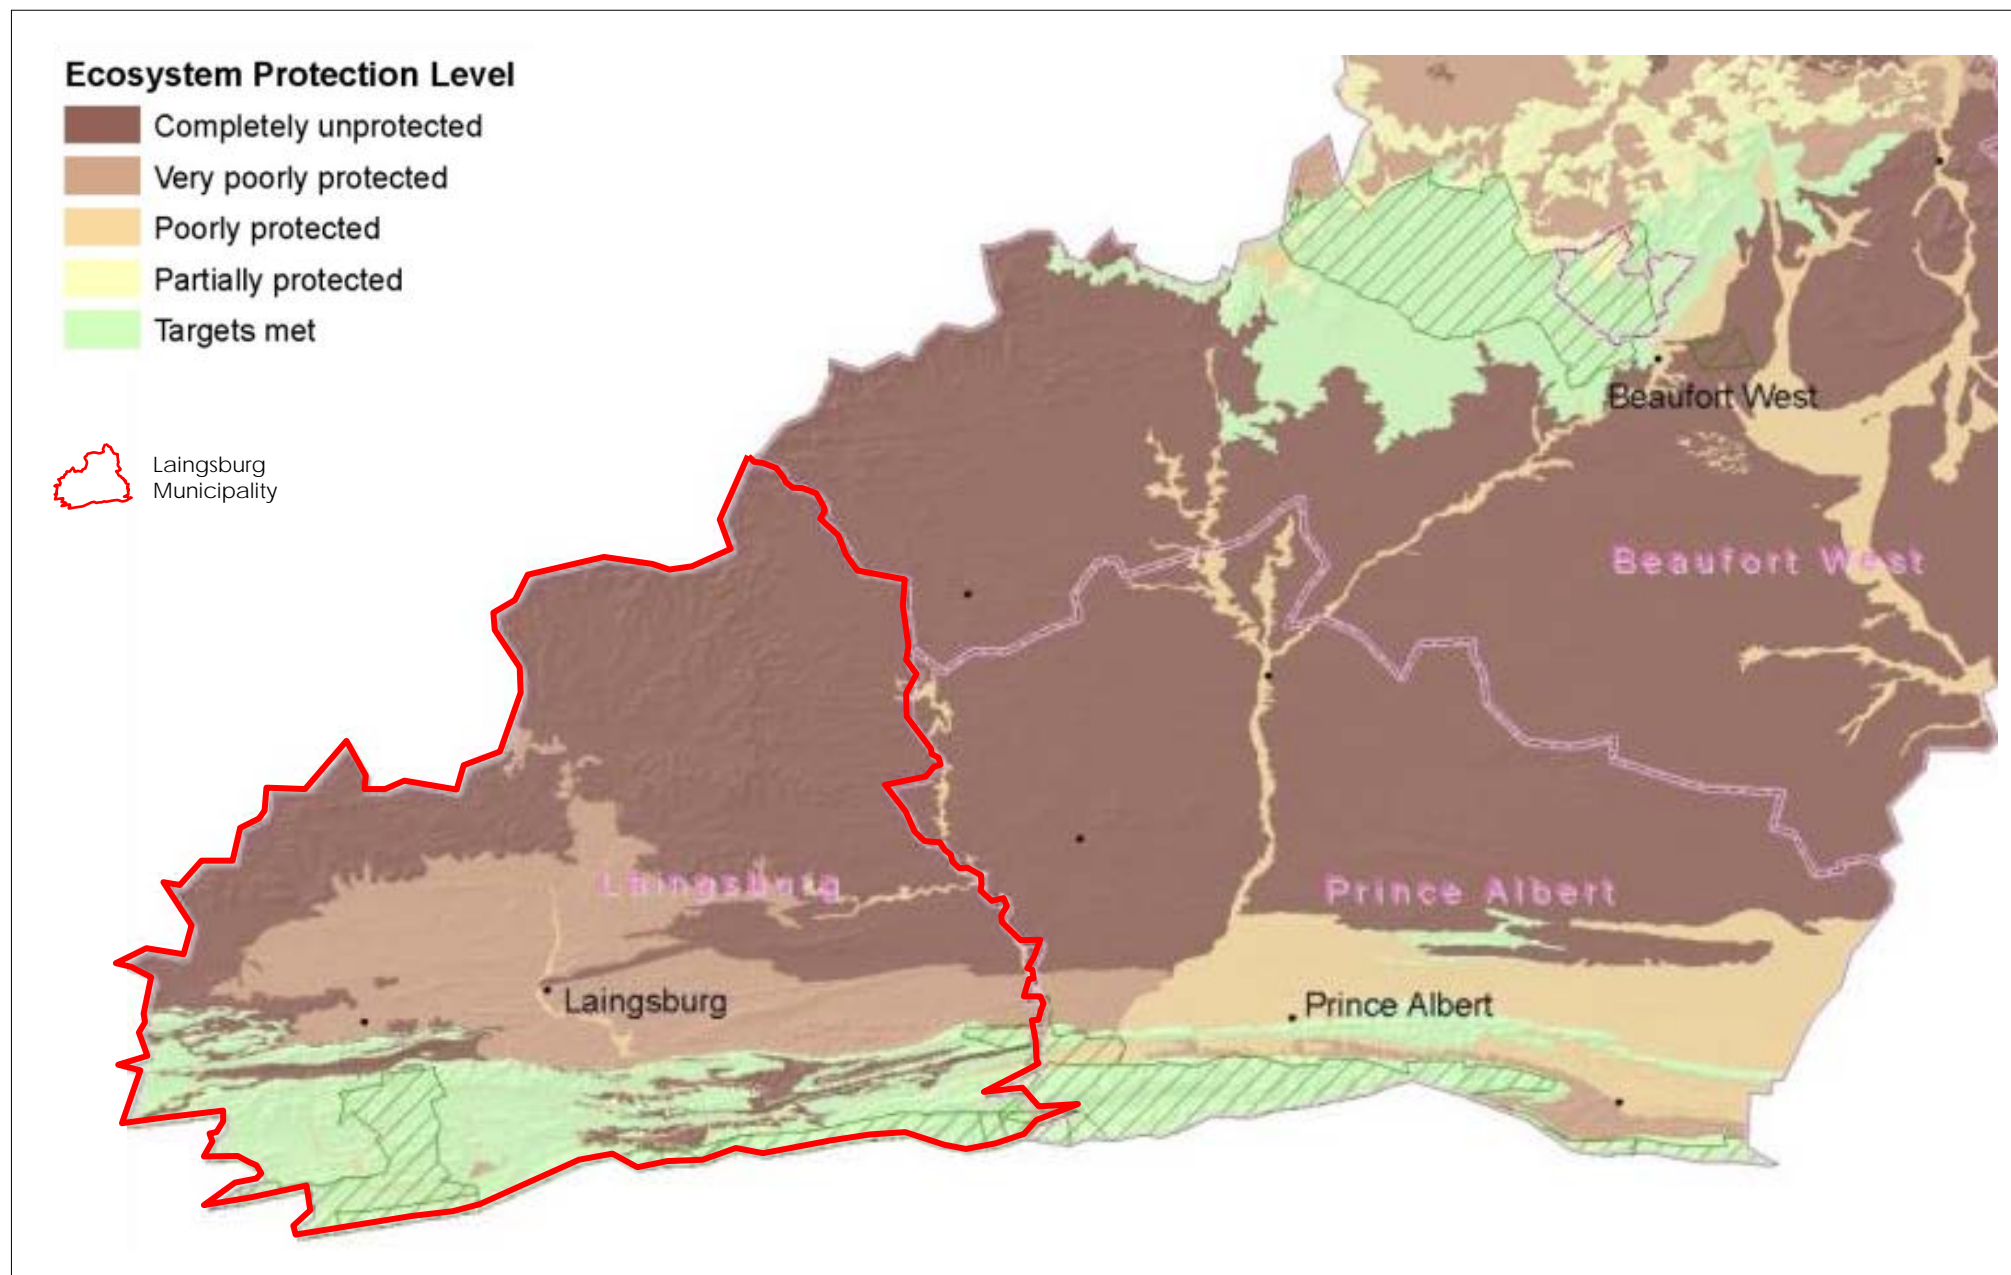 Ecosystem Protection Level
Completely unprotected
Very poorly protected
Poorly protected
Partially protected
Targets met
Laingsburg
Municipality
Beaufort West
Beaufort West
Laingsburg
Prince Albert
Laingsburg
Prince Albert